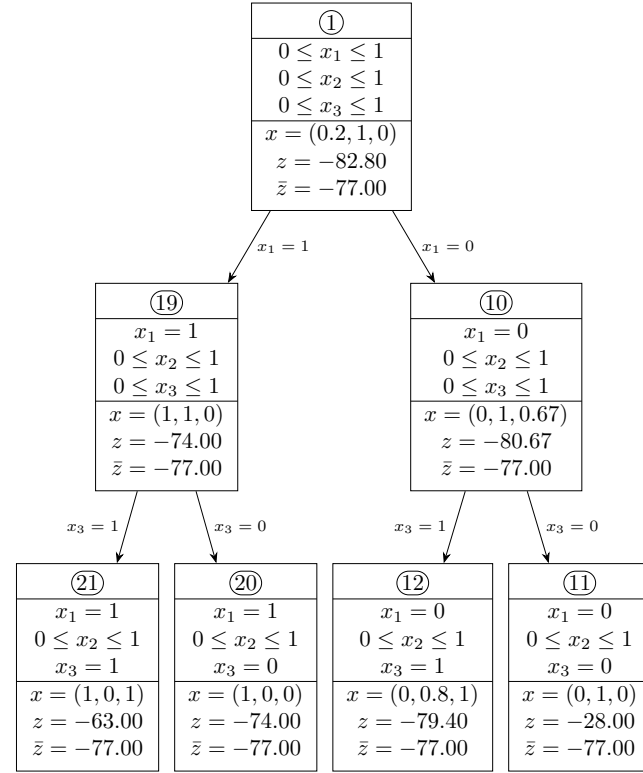 1
0 ≤ x₁ ≤ 1
0 ≤ x₂ ≤ 1
0 ≤ x₃ ≤ 1
x = (0.2, 1, 0)
z = −82.80
z̄ = −77.00
x₁ = 1
x₁ = 0
19
x₁ = 1
0 ≤ x₂ ≤ 1
0 ≤ x₃ ≤ 1
x = (1, 1, 0)
z = −74.00
z̄ = −77.00
10
x₁ = 0
0 ≤ x₂ ≤ 1
0 ≤ x₃ ≤ 1
x = (0, 1, 0.67)
z = −80.67
z̄ = −77.00
x₃ = 1
x₃ = 0
x₃ = 1
x₃ = 0
21
x₁ = 1
0 ≤ x₂ ≤ 1
x₃ = 1
x = (1, 0, 1)
z = −63.00
z̄ = −77.00
20
x₁ = 1
0 ≤ x₂ ≤ 1
x₃ = 0
x = (1, 0, 0)
z = −74.00
z̄ = −77.00
12
x₁ = 0
0 ≤ x₂ ≤ 1
x₃ = 1
x = (0, 0.8, 1)
z = −79.40
z̄ = −77.00
11
x₁ = 0
0 ≤ x₂ ≤ 1
x₃ = 0
x = (0, 1, 0)
z = −28.00
z̄ = −77.00